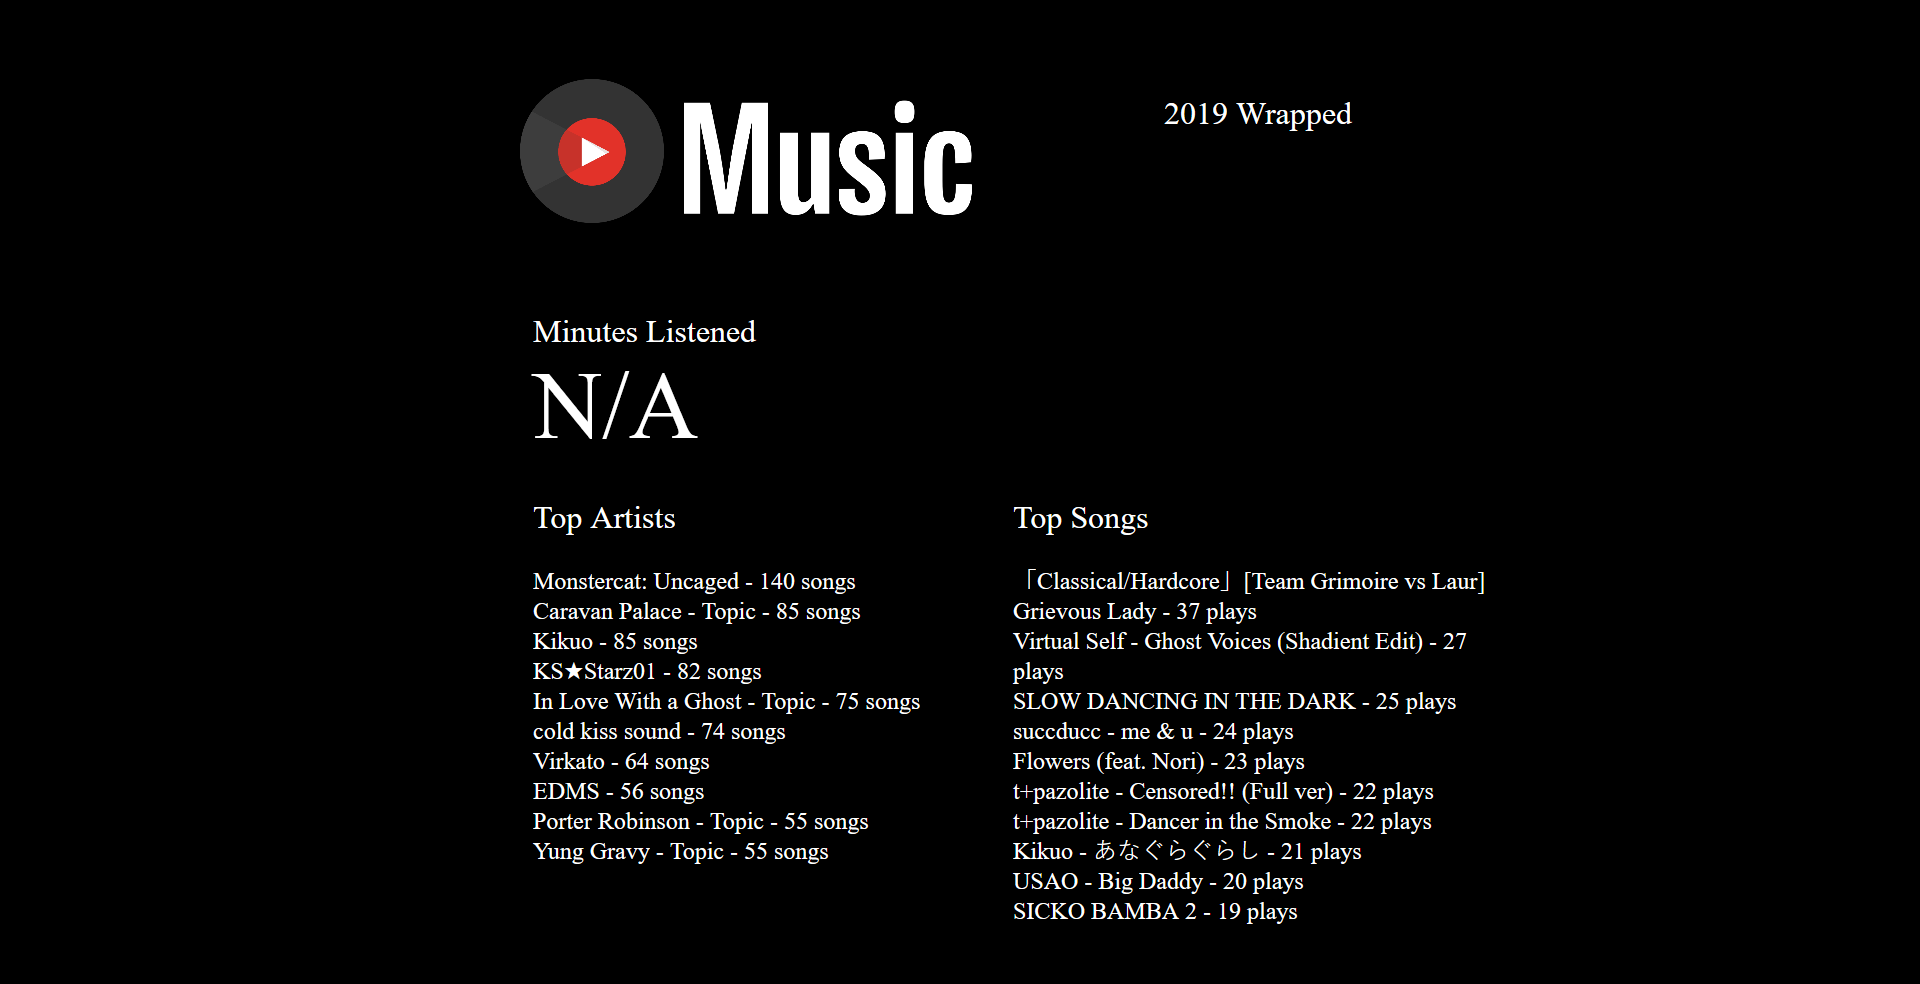 Music
2019 Wrapped
Minutes Listened
N/A
Top Artists
Monstercat: Uncaged - 140 songs
Caravan Palace - Topic - 85 songs
Kikuo - 85 songs
KS★Starz01 - 82 songs
In Love With a Ghost - Topic - 75 songs
cold kiss sound - 74 songs
Virkato - 64 songs
EDMS - 56 songs
Porter Robinson - Topic - 55 songs
Yung Gravy - Topic - 55 songs
Top Songs
「Classical/Hardcore」[Team Grimoire vs Laur]
Grievous Lady - 37 plays
Virtual Self - Ghost Voices (Shadient Edit) - 27
plays
SLOW DANCING IN THE DARK - 25 plays
succducc - me & u - 24 plays
Flowers (feat. Nori) - 23 plays
t+pazolite - Censored!! (Full ver) - 22 plays
t+pazolite - Dancer in the Smoke - 22 plays
Kikuo - あなぐらぐらし - 21 plays
USAO - Big Daddy - 20 plays
SICKO BAMBA 2 - 19 plays